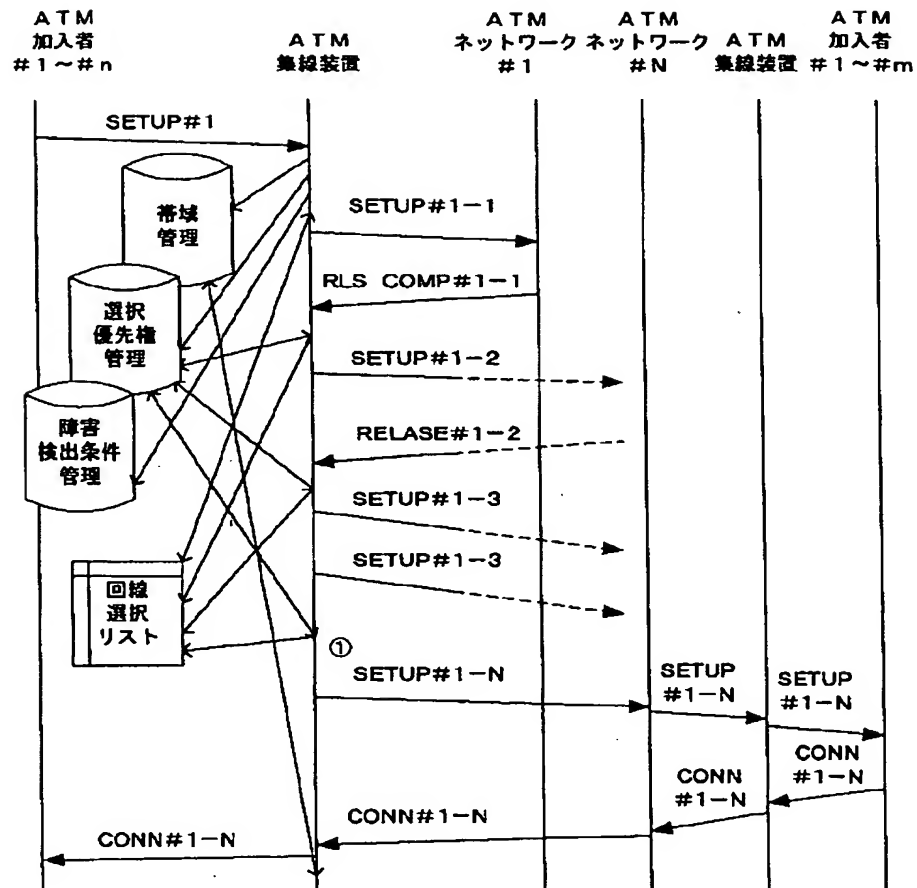 ATM
加入者
#1～#n
ATM
集線装置
ATM
ネットワーク
#1
ATM
ネットワーク
#N
ATM
集線装置
ATM
加入者
#1～#m
SETUP#1
帯域
管理
SETUP#1-1
RLS COMP#1-1
選択
優先権
管理
SETUP#1-2
障害
検出条件
管理
RELASE#1-2
SETUP#1-3
SETUP#1-3
回線
選択
リスト
①
SETUP#1-N
SETUP
#1-N
SETUP
#1-N
CONN
#1-N
CONN
#1-N
CONN#1-N
CONN#1-N